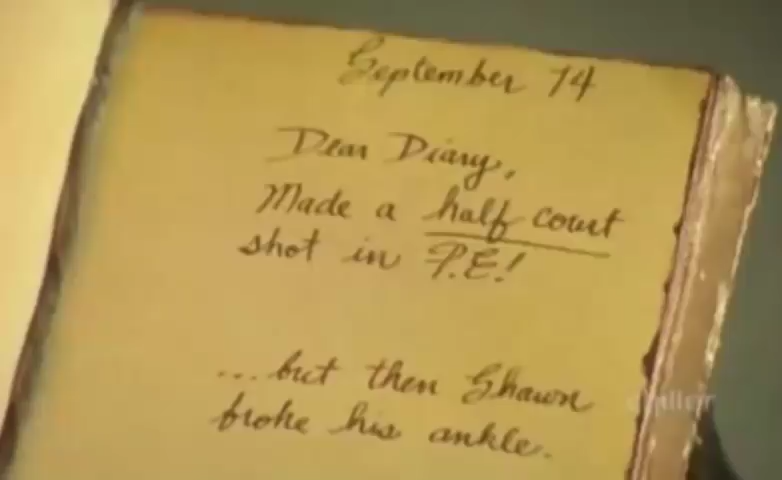 September 14
Dear Diary,
Made a half court
shot in P.E!
...but then Shawn
broke his ankle.